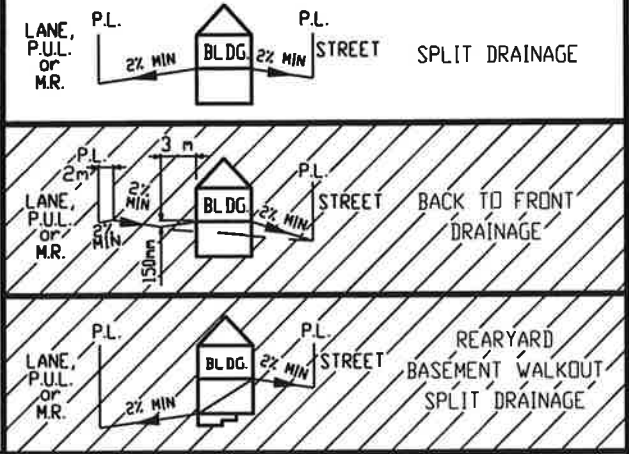 P.L.
P.L.
LANE,
P.U.L.
or
M.R.
2% MIN
BLDG.
2% MIN
STREET
SPLIT DRAINAGE
3 m
P.L.
2m
2% MIN
LANE,
P.U.L.
or
M.R.
2% MIN
150mm
BLDG.
2% MIN
P.L.
STREET
BACK TO FRONT
DRAINAGE
P.L.
P.L.
LANE,
P.U.L.
or
M.R.
2% MIN
BLDG.
2% MIN
STREET
REARYARD
BASEMENT WALKOUT
SPLIT DRAINAGE